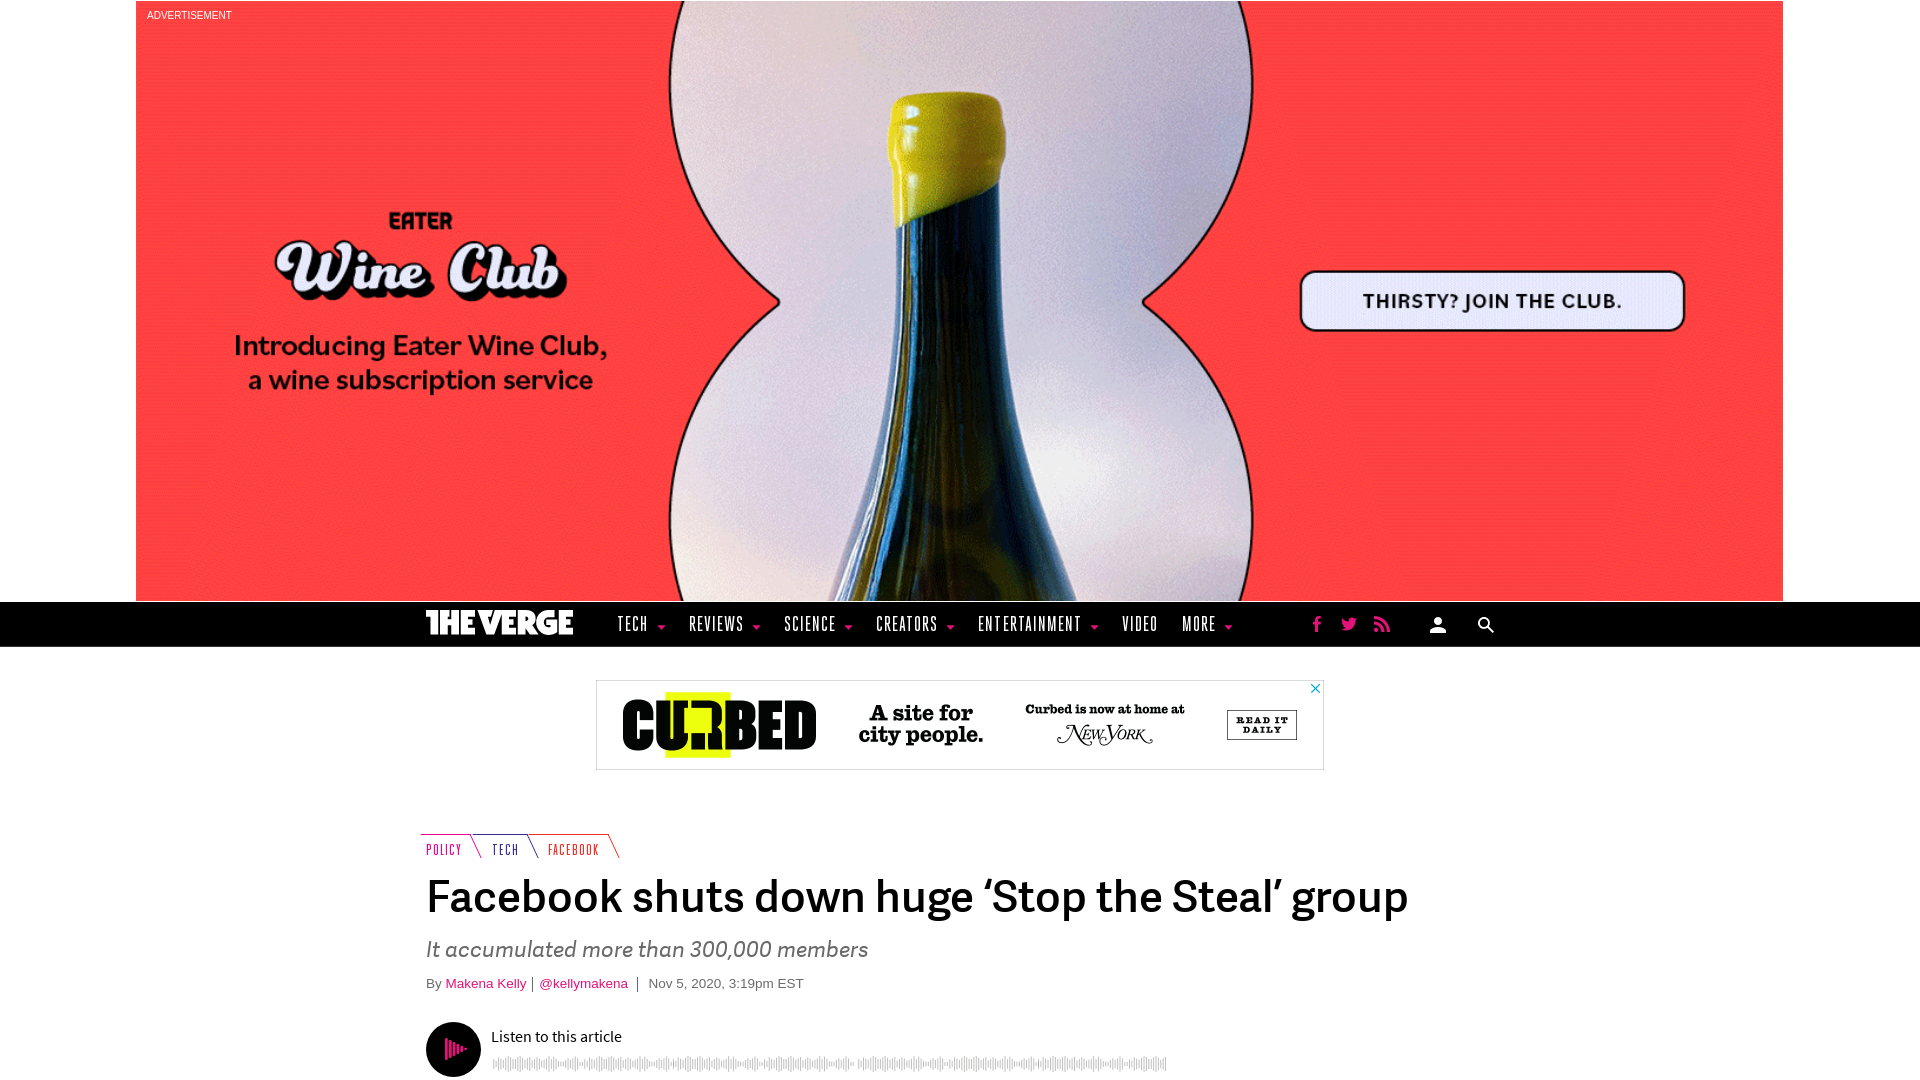 ADVERTISEMENT
EATER
Wine Club
Introducing Eater Wine Club,
a wine subscription service
THIRSTY? JOIN THE CLUB.
THE VERGE
TECH REVIEWS SCIENCE CREATORS ENTERTAINMENT VIDEO MORE
CURBED
A site for
city people.
Curbed is now at home at
NEW YORK
READ IT
DAILY
POLICY TECH FACEBOOK
Facebook shuts down huge ‘Stop the Steal’ group
It accumulated more than 300,000 members
By Makena Kelly | @kellymakena | Nov 5, 2020, 3:19pm EST
Listen to this article